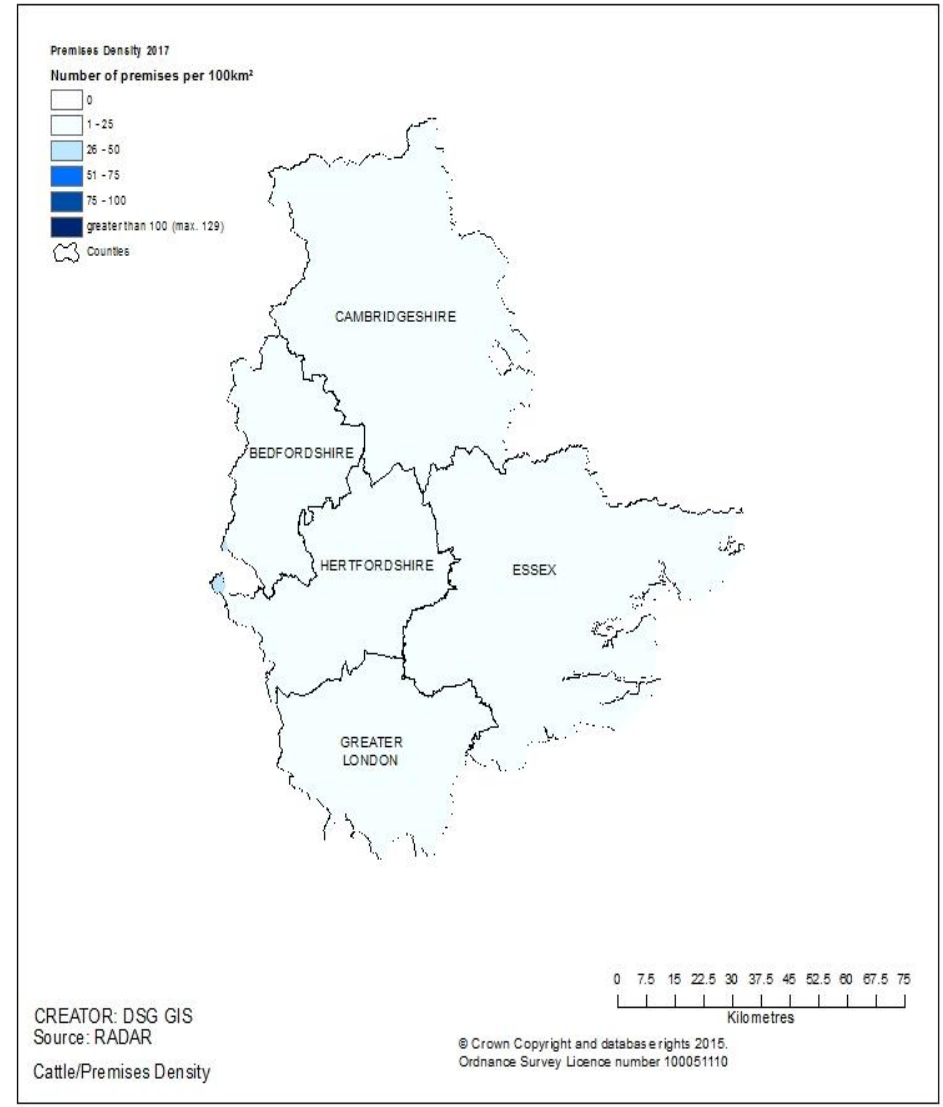 Premises Density 2017
Number of premises per 100km²
0
1 - 25
26 - 50
51 - 75
75 - 100
greater than 100 (max. 129)
Counties
CAMBRIDGESHIRE
BEDFORDSHIRE
HERTFORDSHIRE
ESSEX
GREATER
LONDON
0 7.5 15 22.5 30 37.5 45 52.5 60 67.5 75
Kilometres
CREATOR: DSG GIS
Source: RADAR
Cattle/Premises Density
© Crown Copyright and database rights 2015.
Ordnance Survey Licence number 100051110